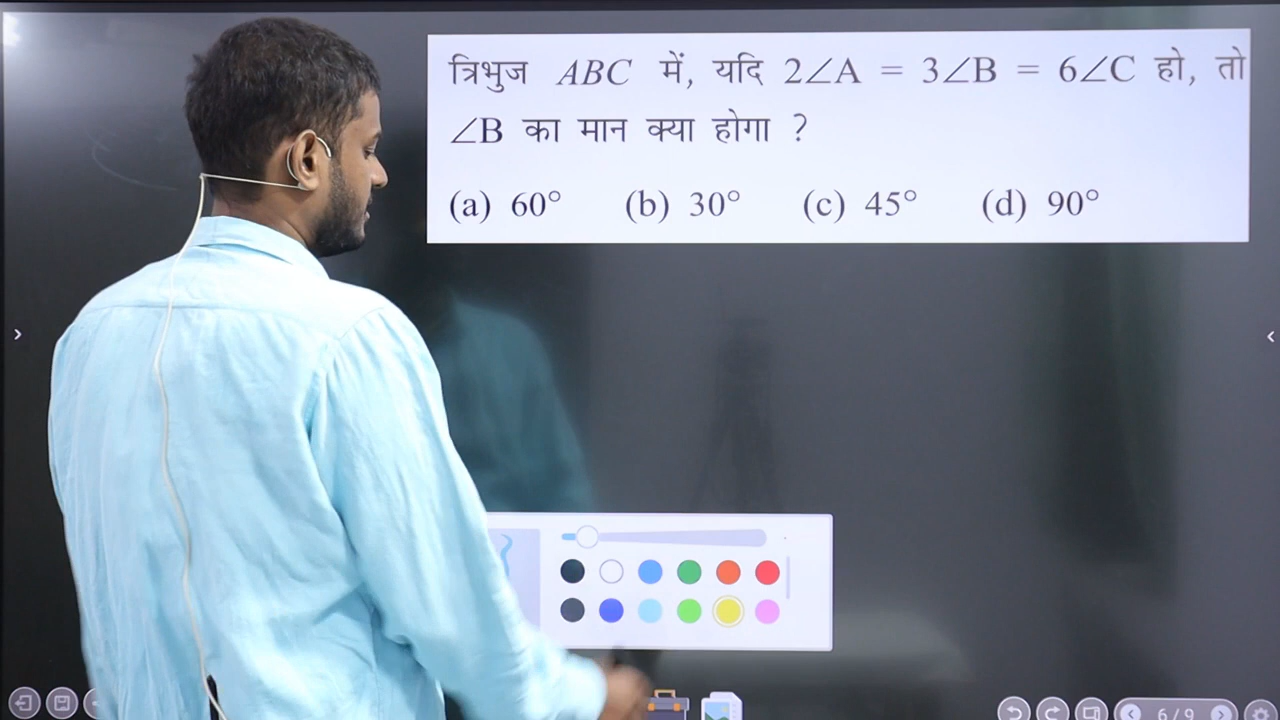 त्रिभुज ABC में, यदि 2∠A = 3∠B = 6∠C हो, तो
∠B का मान क्या होगा ?
(a) 60° (b) 30° (c) 45° (d) 90°
6 / 9